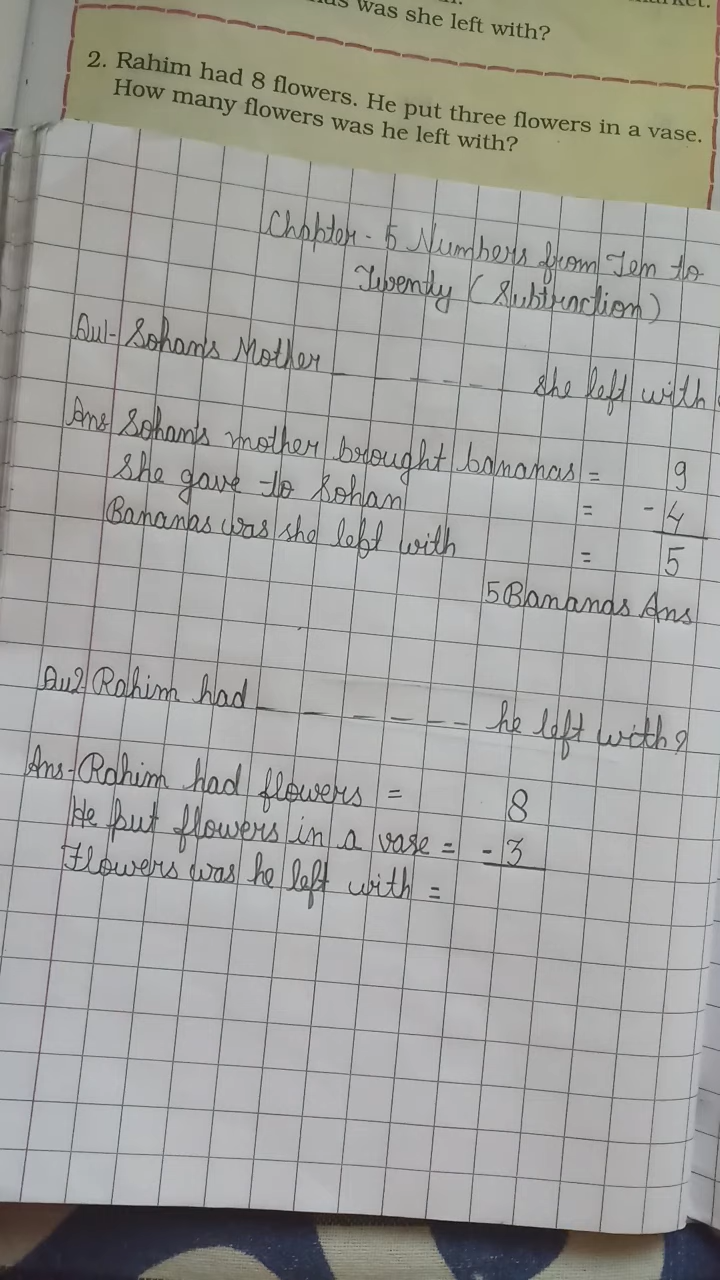 was she left with?
2. Rahim had 8 flowers. He put three flowers in a vase.
How many flowers was he left with?
Chapter - 5 Numbers from Ten to
Twenty (Subtraction)
Qu1- Sohan's Mother _ _ _ _ _ she left with
Ans Sohan's mother brought bananas = 9
She gave to Sohan = - 4
Bananas was she left with = 5
5 Bananas Ans
Qu2 Rahim had _ _ _ _ _ _ he left with?
Ans- Rahim had flowers = 8
He put flowers in a vase = - 3
Flowers was he left with =